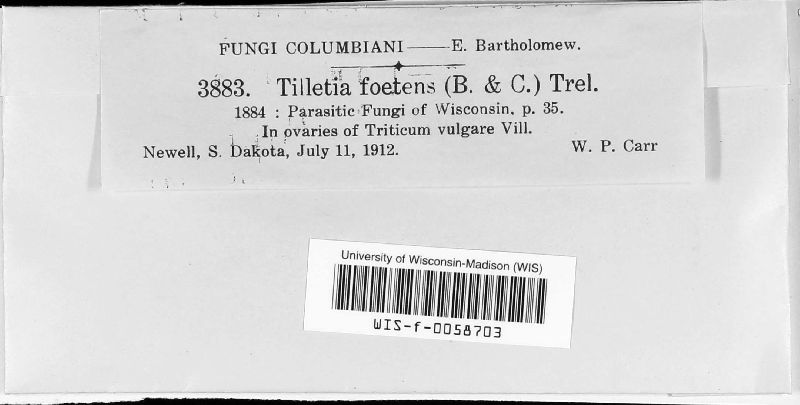 FUNGI COLUMBIANI——E. Bartholomew.
3883. Tilletia foetens (B. & C.) Trel.
1884 : Parasitic Fungi of Wisconsin, p. 35.
In ovaries of Triticum vulgare Vill.
Newell, S. Dakota, July 11, 1912. W. P. Carr
University of Wisconsin-Madison (WIS)
WIS-f-0058703